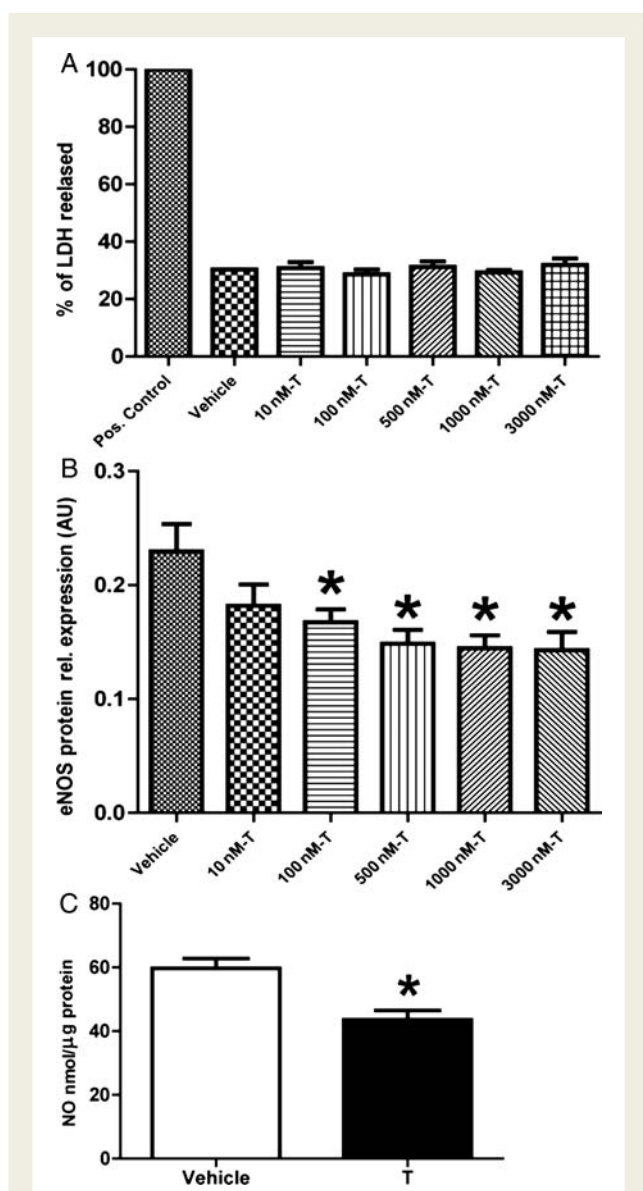 A
100
80
60
40
20
0
% of LDH reelased
Pos. Control
Vehicle
10 nM-T
100 nM-T
500 nM-T
1000 nM-T
3000 nM-T
B
0.3
0.2
0.1
0.0
eNOS protein rel. expression (AU)
*
*
*
*
Vehicle
10 nM-T
100 nM-T
500 nM-T
1000 nM-T
3000 nM-T
C
80
60
40
20
0
NO nmol/µg protein
*
Vehicle
T